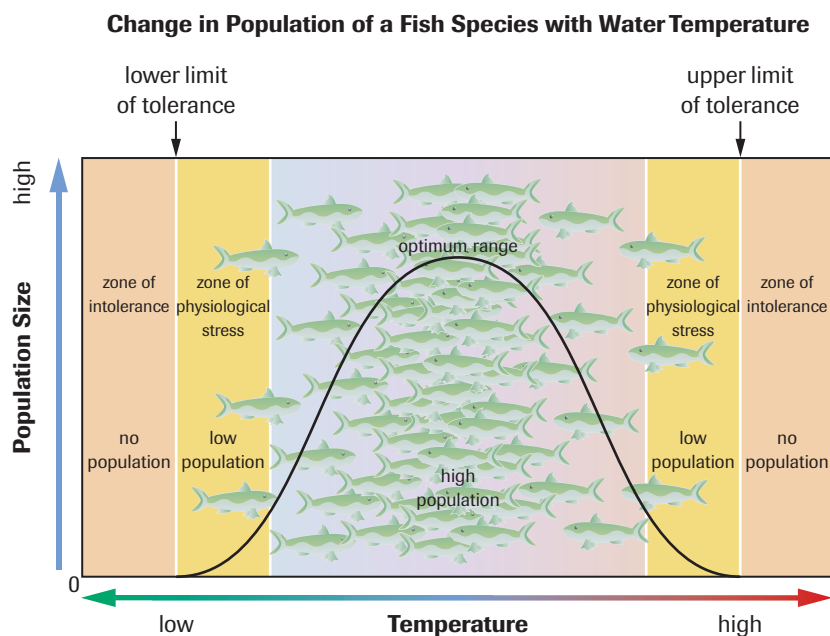 Change in Population of a Fish Species with Water Temperature
lower limit
of tolerance
upper limit
of tolerance
high
Population Size
0
optimum range
zone of
intolerance
zone of
physiological
stress
zone of
physiological
stress
zone of
intolerance
no
population
low
population
high
population
low
population
no
population
low
Temperature
high